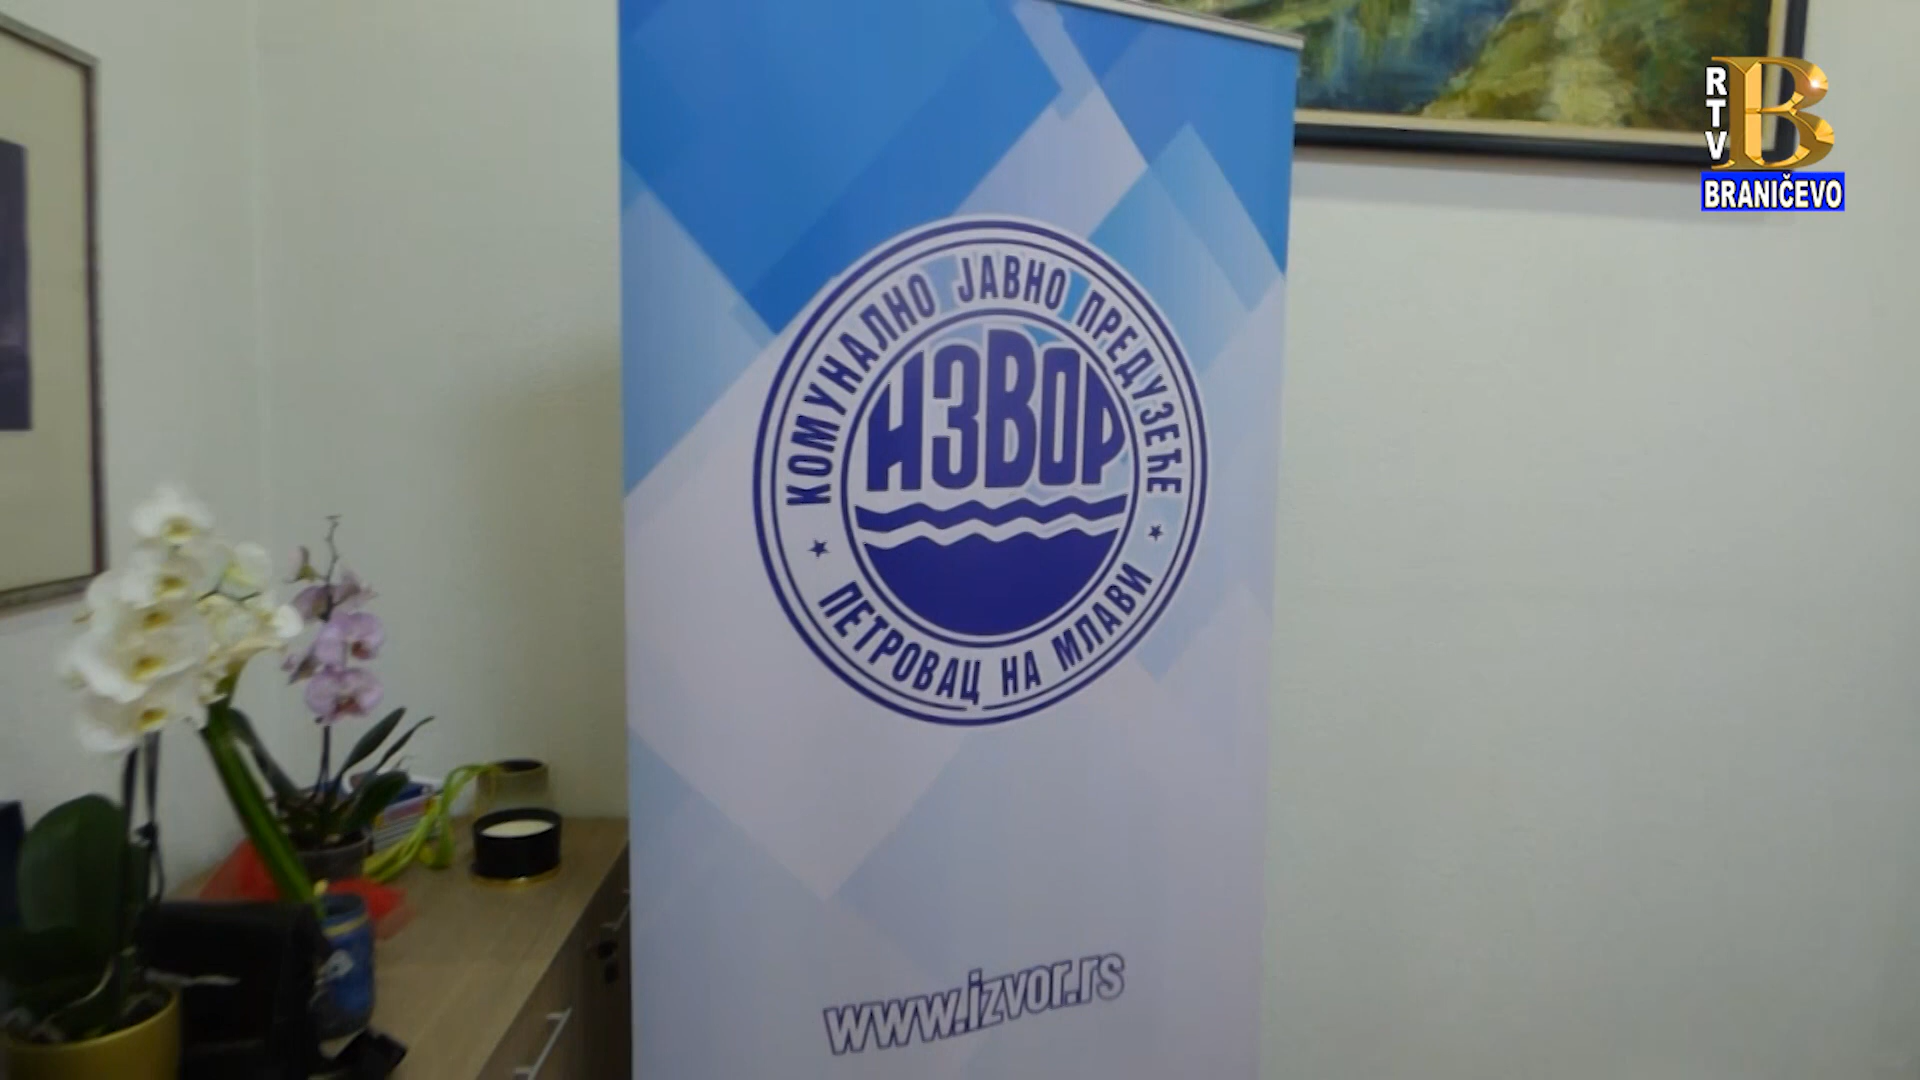 КОМУНАЛНО ЈАВНО ПРЕДУЗЕЋЕ
ИЗВОР
ПЕТРОВАЦ НА МЛАВИ
www.izvor.rs
RTV B
BRANIČEVO